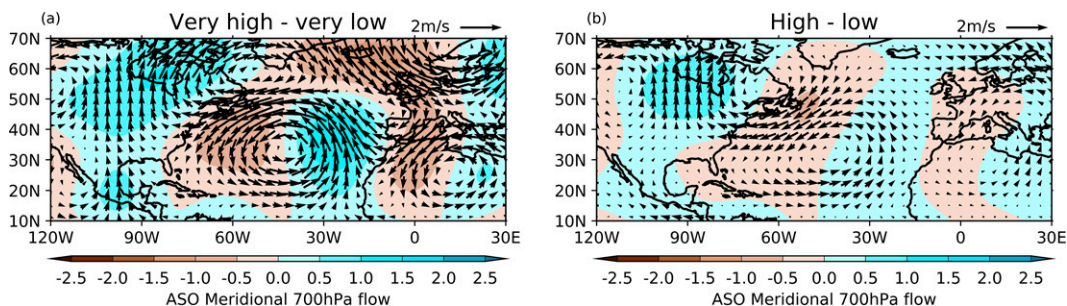 (a) Very high - very low 2m/s
70N
60N
50N
40N
30N
20N
10N
120W 90W 60W 30W 0 30E
-2.5 -2.0 -1.5 -1.0 -0.5 0.0 0.5 1.0 1.5 2.0 2.5
ASO Meridional 700hPa flow
(b) High - low 2m/s
70N
60N
50N
40N
30N
20N
10N
120W 90W 60W 30W 0 30E
-2.5 -2.0 -1.5 -1.0 -0.5 0.0 0.5 1.0 1.5 2.0 2.5
ASO Meridional 700hPa flow